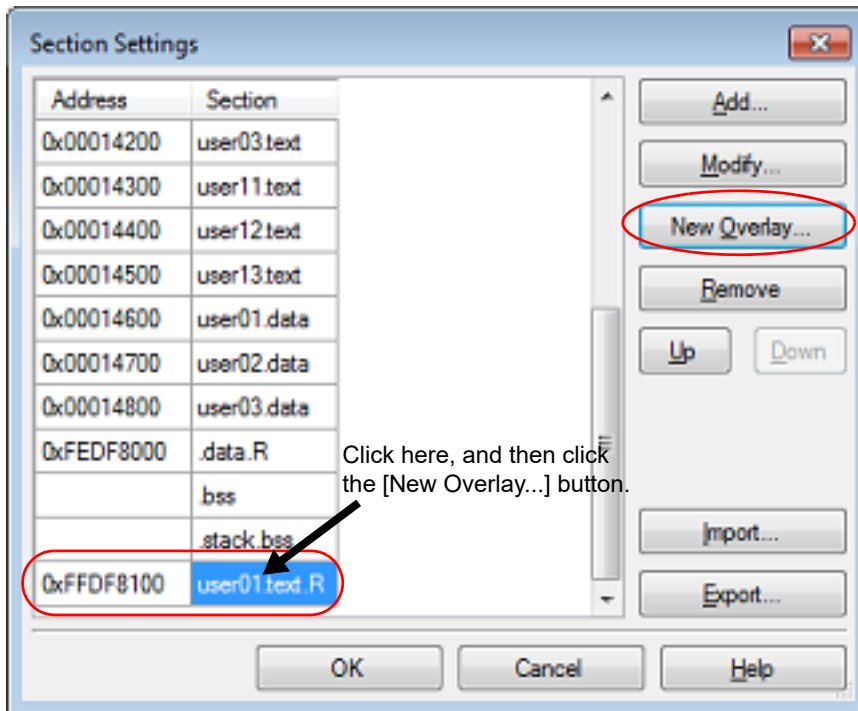 Section Settings
Address Section
0x00014200 user03.text
0x00014300 user11.text
0x00014400 user12.text
0x00014500 user13.text
0x00014600 user01.data
0x00014700 user02.data
0x00014800 user03.data
0xFEDF8000 .data.R
.bss
.stack.bss
0xFFDF8100 user01.text.R
Click here, and then click
the [New Overlay...] button.
Add...
Modify...
New Overlay...
Remove
Up Down
Import...
Export...
OK Cancel Help